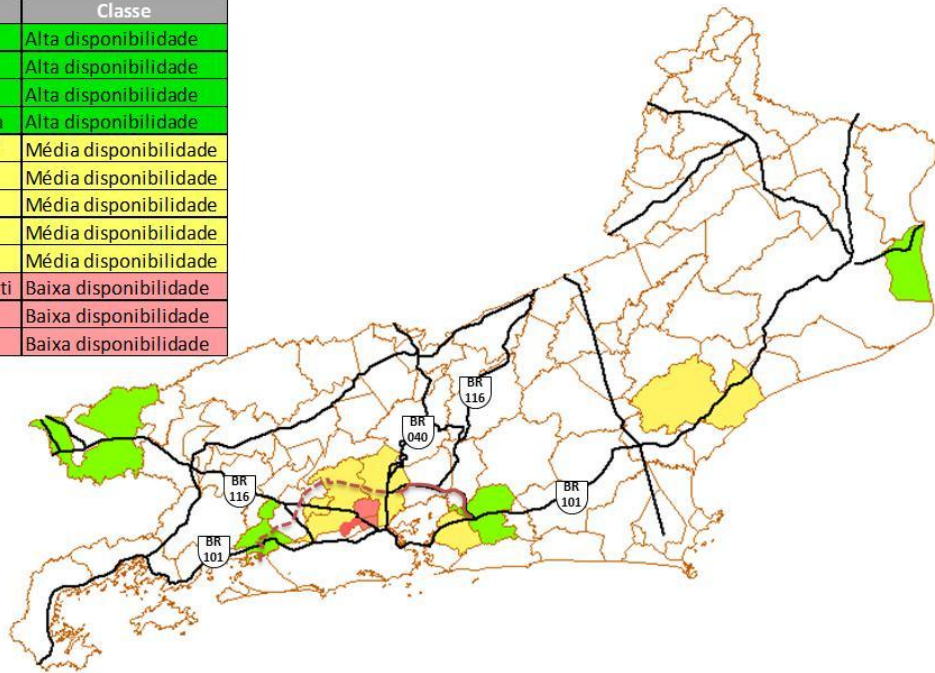 Classe
Alta disponibilidade
Alta disponibilidade
Alta disponibilidade
a Alta disponibilidade
Média disponibilidade
Média disponibilidade
Média disponibilidade
Média disponibilidade
Média disponibilidade
ti Baixa disponibilidade
Baixa disponibilidade
Baixa disponibilidade
BR
116
BR
040
BR
116
BR
101
BR
101